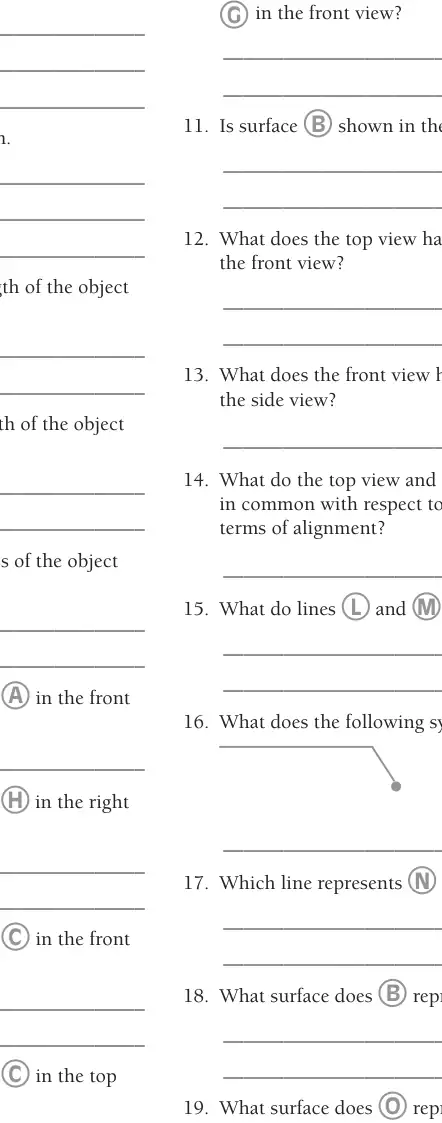 n.
gth of the object
th of the object
s of the object
A in the front
H in the right
C in the front
C in the top
G in the front view?
11. Is surface B shown in the
12. What does the top view ha
the front view?
13. What does the front view h
the side view?
14. What do the top view and
in common with respect to
terms of alignment?
15. What do lines L and M
16. What does the following sy
17. Which line represents N
18. What surface does B repr
19. What surface does O repr